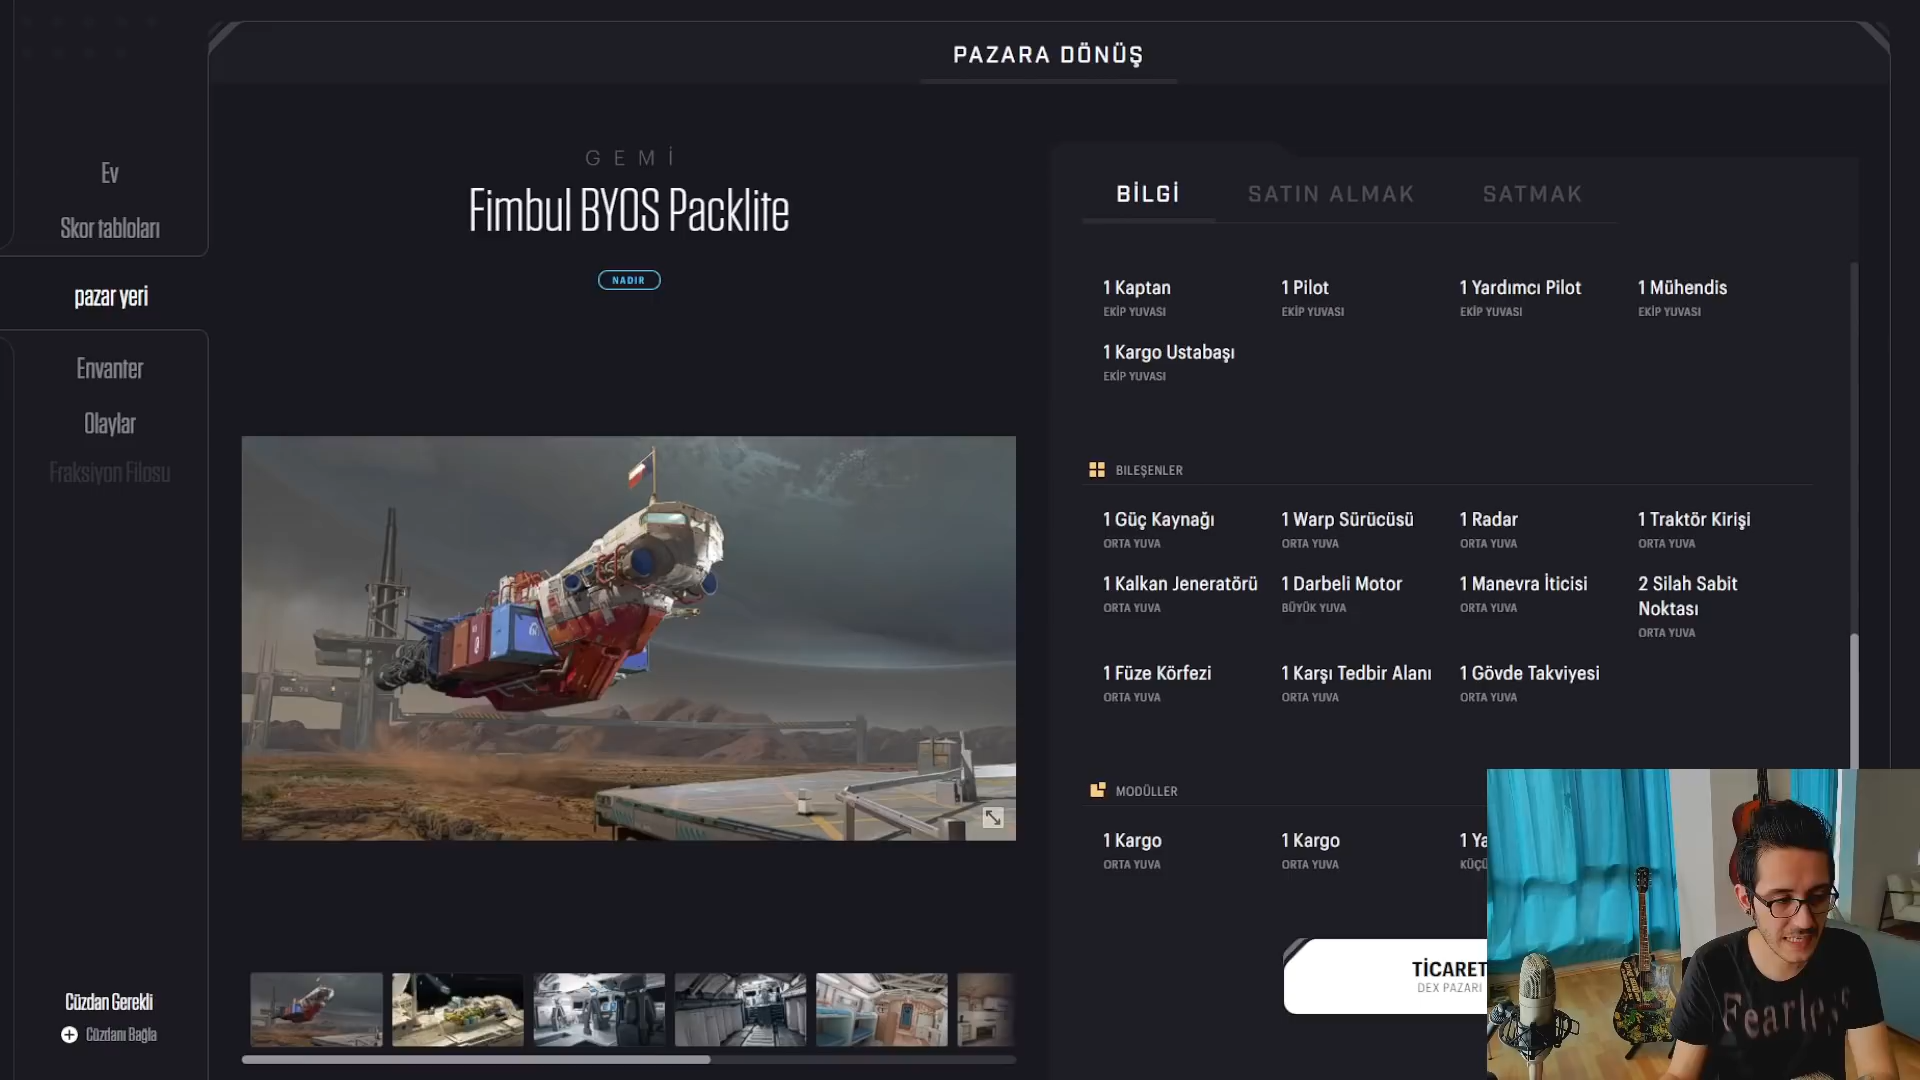 PAZARA DÖNÜŞ
Ev
Skor tabloları
pazar yeri
Envanter
Olaylar
Fraksiyon Filosu
Cüzdan Gerekli
Cüzdanı Bağla
GEMİ
Fimbul BYOS Packlite
NADIR
BİLGİ
SATIN ALMAK
SATMAK
1 Kaptan
EKİP YUVASI
1 Pilot
EKİP YUVASI
1 Yardımcı Pilot
EKİP YUVASI
1 Mühendis
EKİP YUVASI
1 Kargo Ustabaşı
EKİP YUVASI
BILEŞENLER
1 Güç Kaynağı
ORTA YUVA
1 Warp Sürücüsü
ORTA YUVA
1 Radar
ORTA YUVA
1 Traktör Kirişi
ORTA YUVA
1 Kalkan Jeneratörü
ORTA YUVA
1 Darbeli Motor
BÜYÜK YUVA
1 Manevra İticisi
ORTA YUVA
2 Silah Sabit
Noktası
ORTA YUVA
1 Füze Körfezi
ORTA YUVA
1 Karşı Tedbir Alanı
ORTA YUVA
1 Gövde Takviyesi
ORTA YUVA
MODÜLLER
1 Kargo
ORTA YUVA
1 Kargo
ORTA YUVA
1 Ya
KÜÇÜ
TİCARET
DEX PAZARI
Fearless